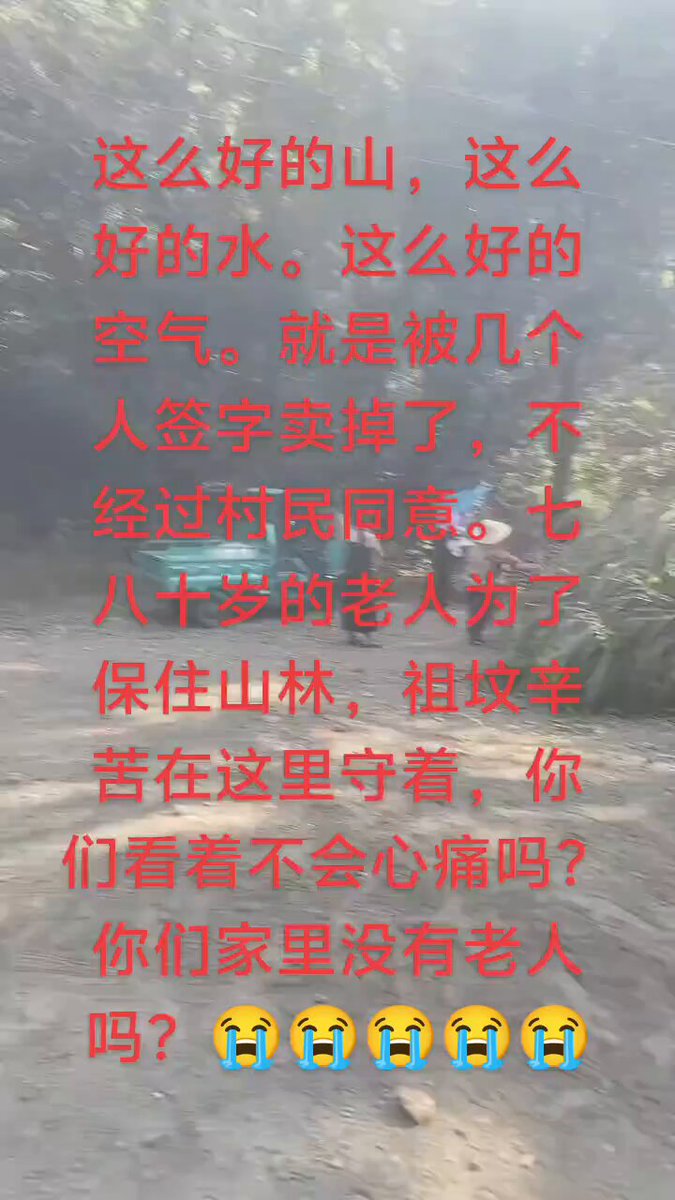 这么好的山，这么
好的水。这么好的
空气。就是被几个
人签字卖掉了，不
经过村民同意。七
八十岁的老人为了
保住山林，祖坟辛
苦在这里守着，你
们看着不会心痛吗？
你们家里没有老人
吗？😭😭😭😭😭